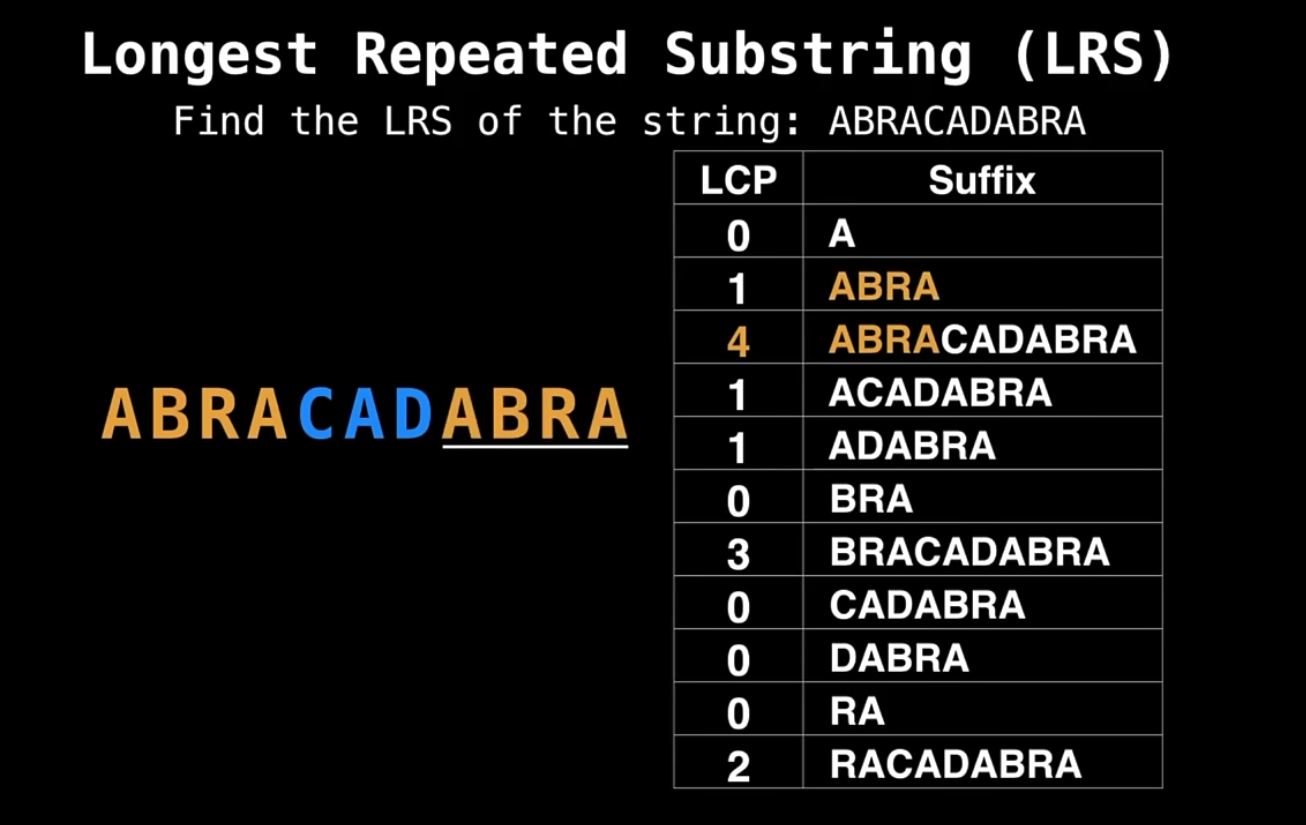 Longest Repeated Substring (LRS)
Find the LRS of the string: ABRACADABRA
LCP Suffix
0 A
1 ABRA
4 ABRACADABRA
1 ACADABRA
1 ADABRA
0 BRA
3 BRACADABRA
0 CADABRA
0 DABRA
0 RA
2 RACADABRA
ABRACADABRA